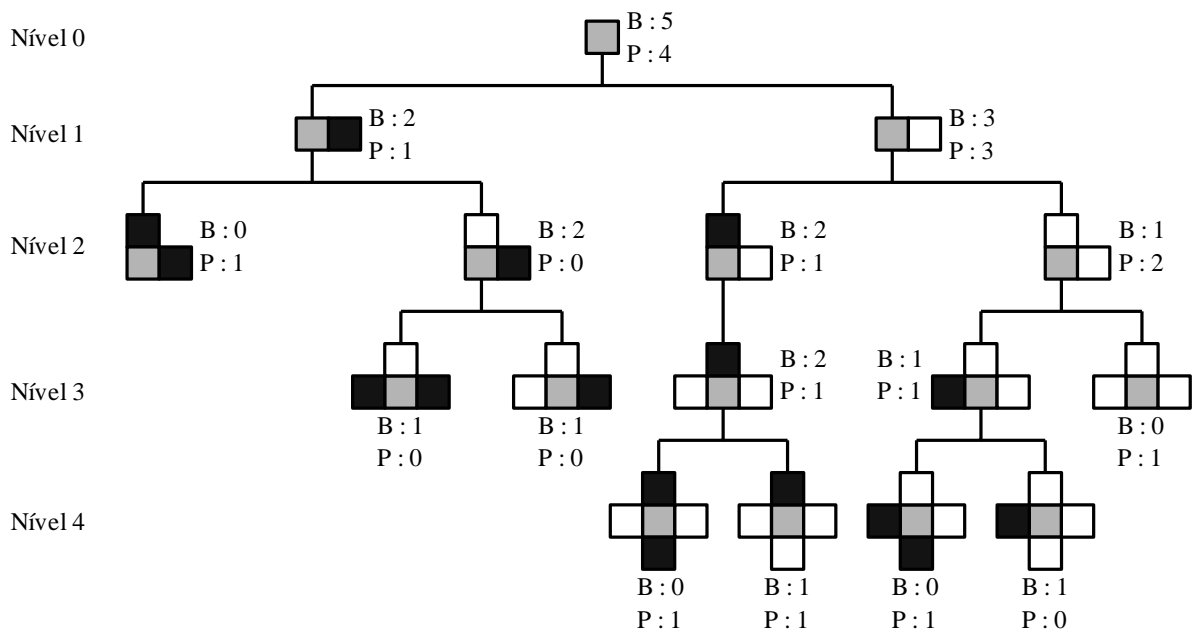 Nível 0
B : 5
P : 4
Nível 1
B : 2
P : 1
B : 3
P : 3
Nível 2
B : 0
P : 1
B : 2
P : 0
B : 2
P : 1
B : 1
P : 2
Nível 3
B : 1
P : 0
B : 1
P : 0
B : 2
P : 1
B : 1
P : 1
B : 0
P : 1
Nível 4
B : 0
P : 1
B : 1
P : 1
B : 0
P : 1
B : 1
P : 0